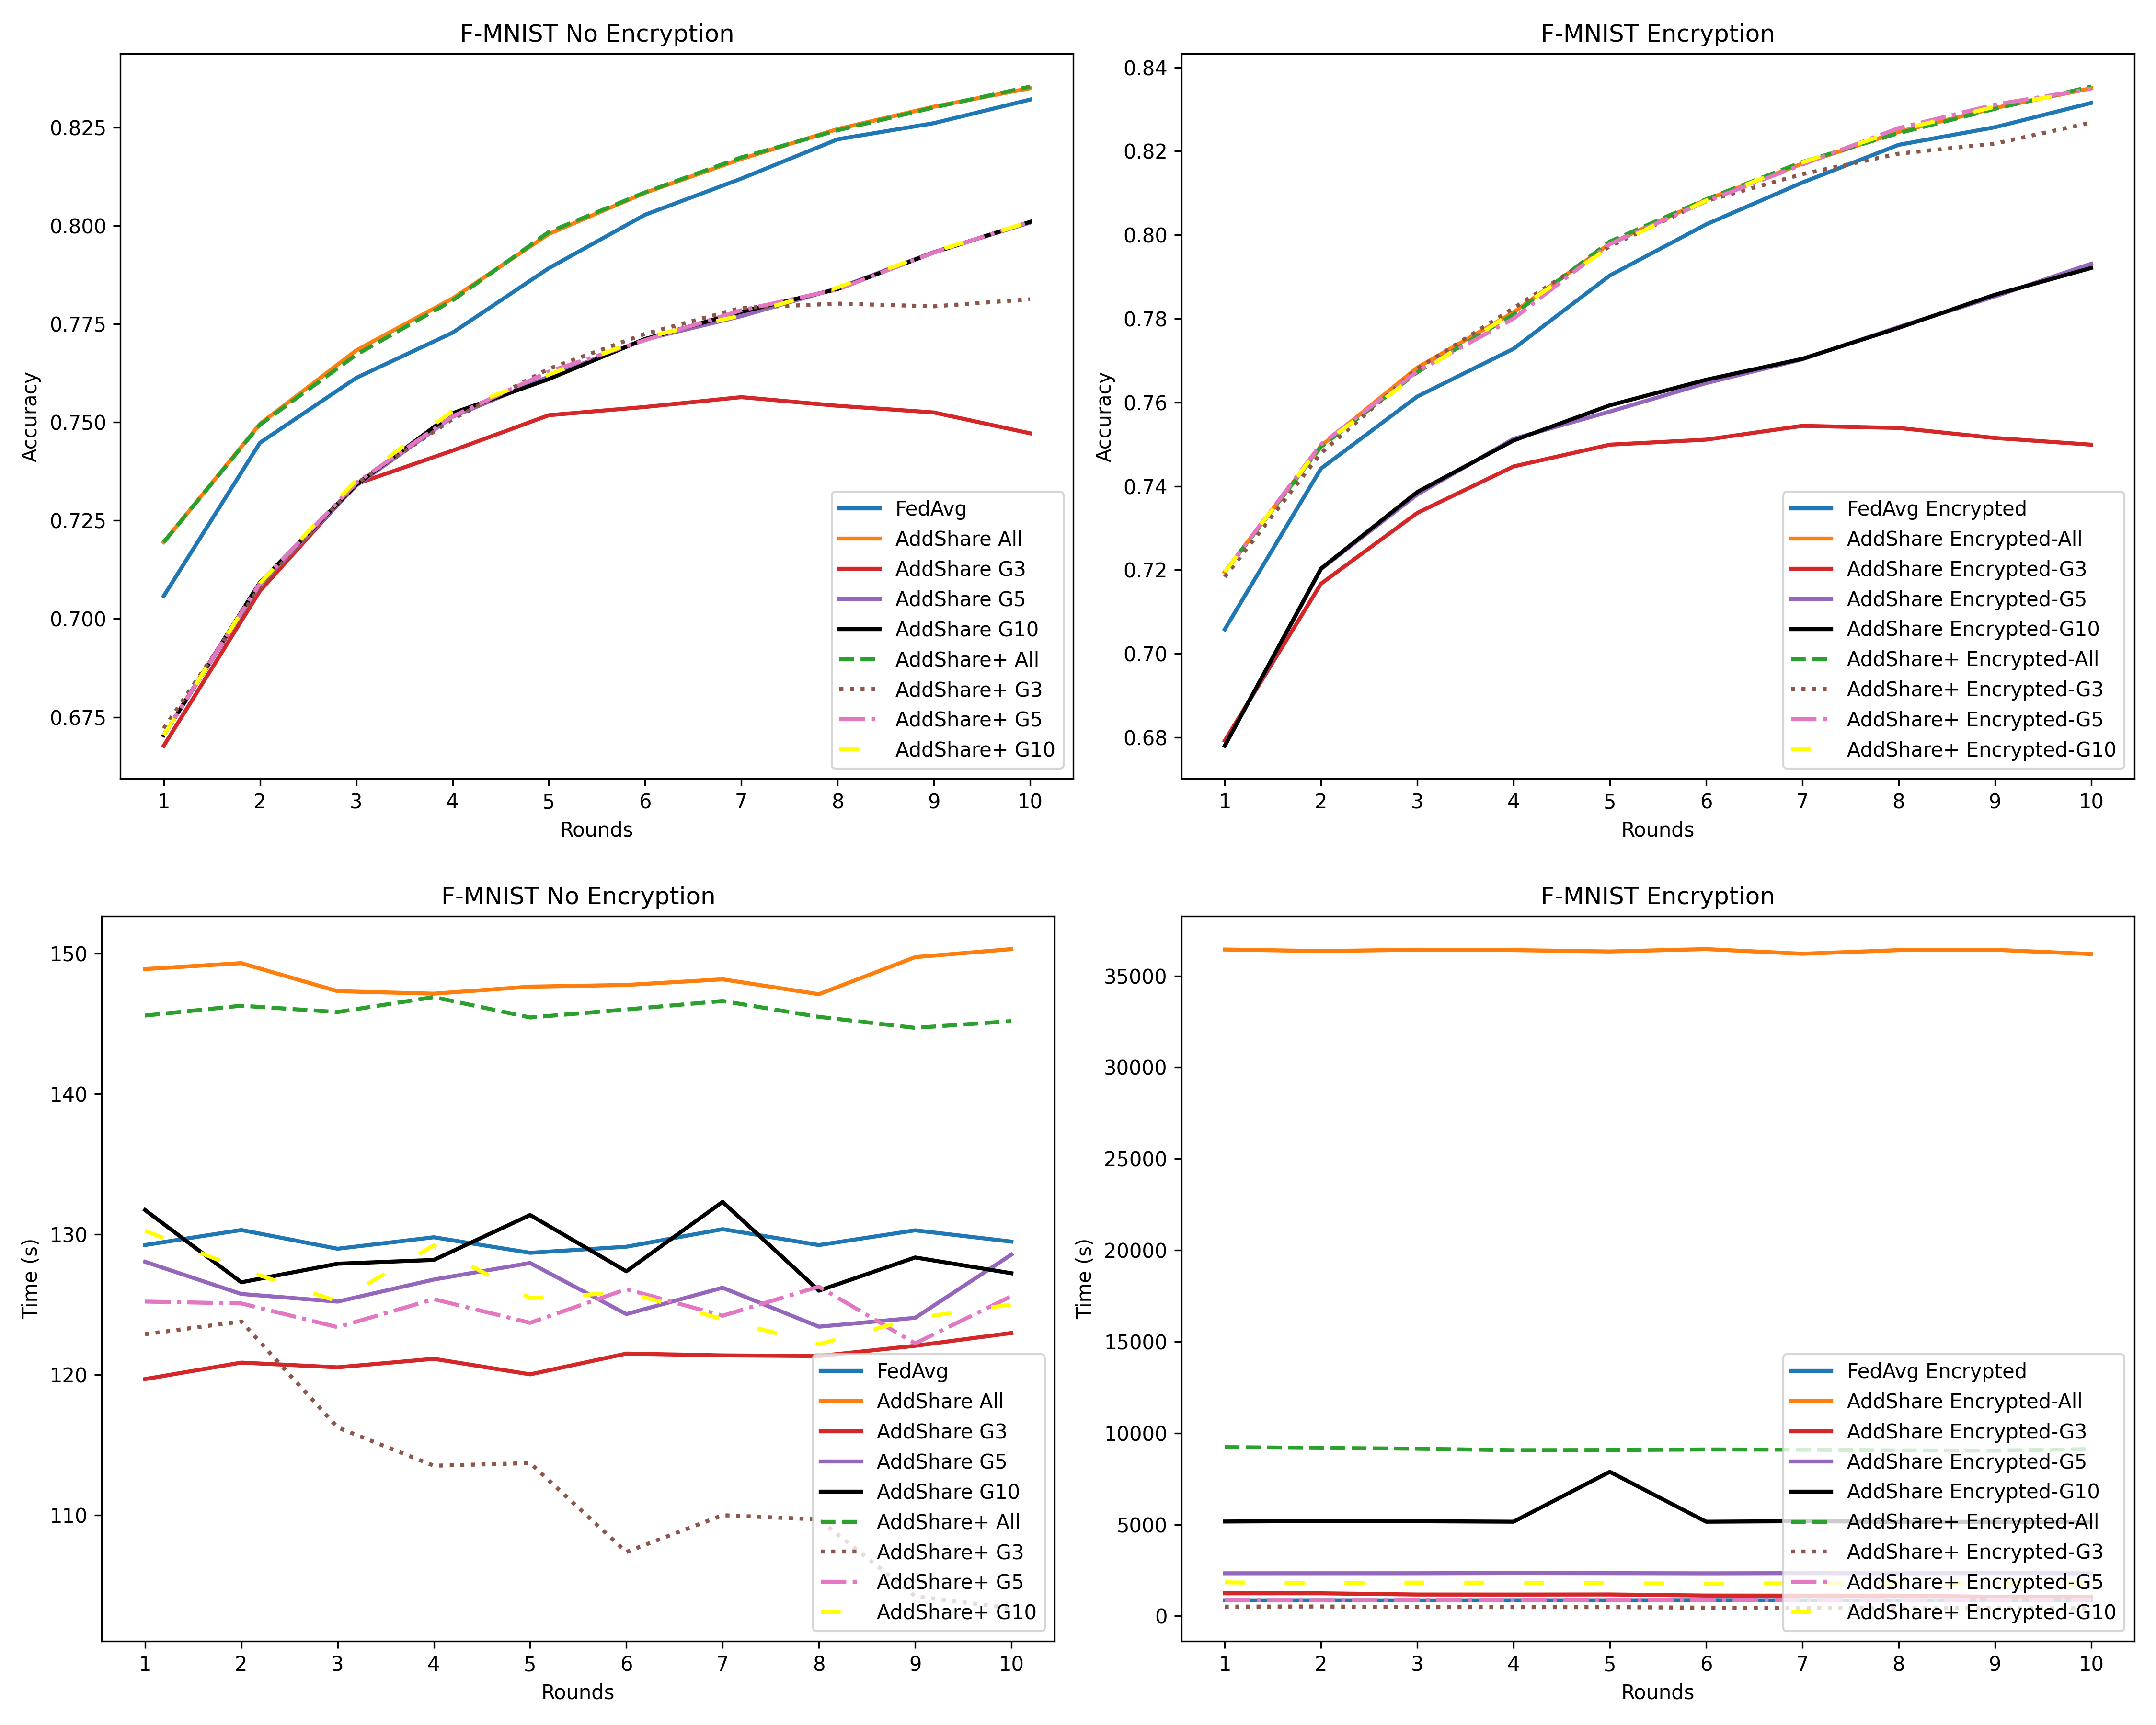 F-MNIST No Encryption
Accuracy
0.825
0.800
0.775
0.750
0.725
0.700
0.675
1 2 3 4 5 6 7 8 9 10
Rounds
FedAvg
AddShare All
AddShare G3
AddShare G5
AddShare G10
AddShare+ All
AddShare+ G3
AddShare+ G5
AddShare+ G10
F-MNIST Encryption
Accuracy
0.84
0.82
0.80
0.78
0.76
0.74
0.72
0.70
0.68
1 2 3 4 5 6 7 8 9 10
Rounds
FedAvg Encrypted
AddShare Encrypted-All
AddShare Encrypted-G3
AddShare Encrypted-G5
AddShare Encrypted-G10
AddShare+ Encrypted-All
AddShare+ Encrypted-G3
AddShare+ Encrypted-G5
AddShare+ Encrypted-G10
F-MNIST No Encryption
Time (s)
150
140
130
120
110
1 2 3 4 5 6 7 8 9 10
Rounds
FedAvg
AddShare All
AddShare G3
AddShare G5
AddShare G10
AddShare+ All
AddShare+ G3
AddShare+ G5
AddShare+ G10
F-MNIST Encryption
Time (s)
35000
30000
25000
20000
15000
10000
5000
0
1 2 3 4 5 6 7 8 9 10
Rounds
FedAvg Encrypted
AddShare Encrypted-All
AddShare Encrypted-G3
AddShare Encrypted-G5
AddShare Encrypted-G10
AddShare+ Encrypted-All
AddShare+ Encrypted-G3
AddShare+ Encrypted-G5
AddShare+ Encrypted-G10